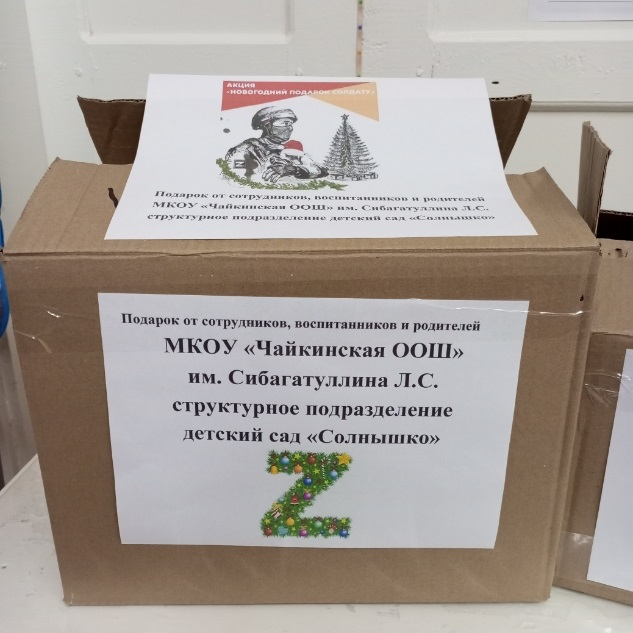 АКЦИЯ
«НОВОГОДНИЙ ПОДАРОК СОЛДАТУ»
Подарок от сотрудников, воспитанников и родителей
МКОУ «Чайкинская ООШ» им. Сибагатуллина Л.С.
структурное подразделение детский сад «Солнышко»
Подарок от сотрудников, воспитанников и родителей
МКОУ «Чайкинская ООШ»
им. Сибагатуллина Л.С.
структурное подразделение
детский сад «Солнышко»
Z